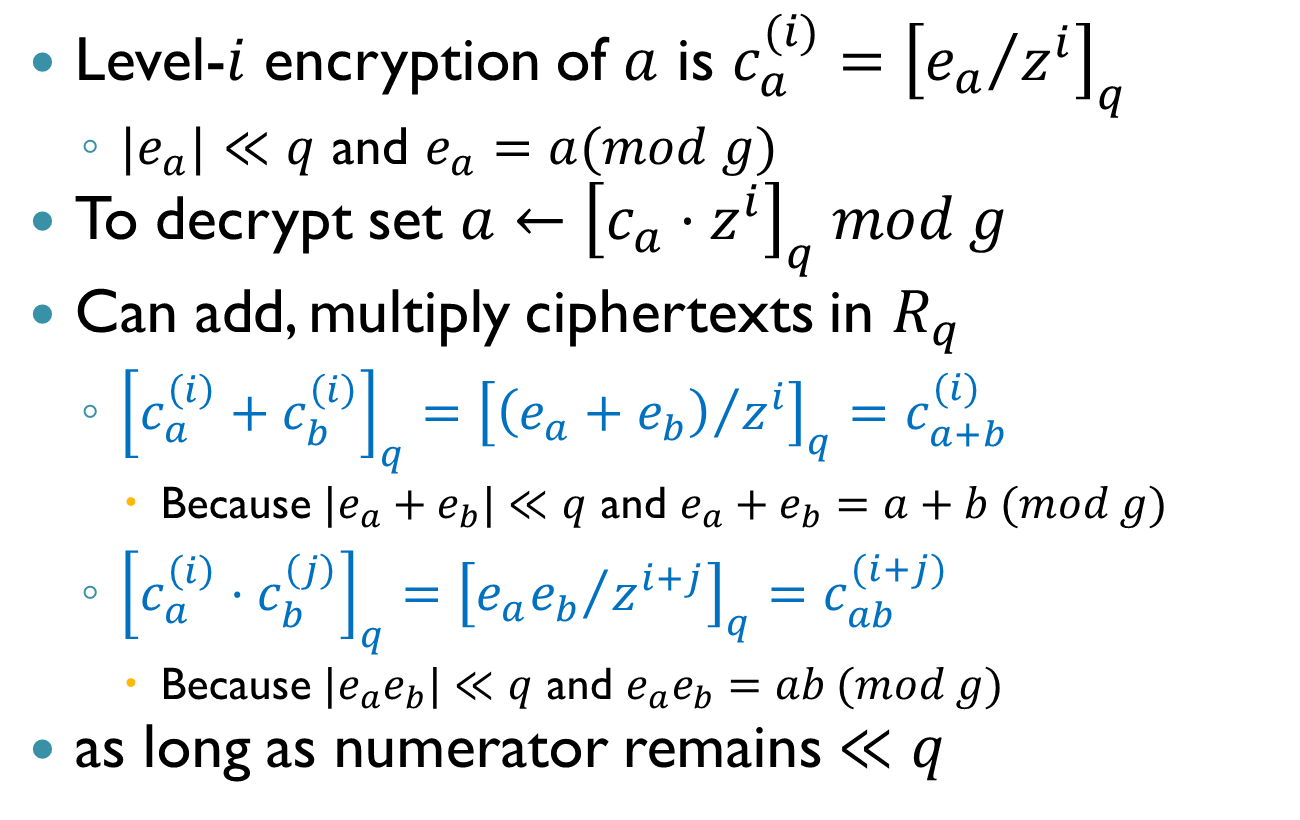 • Level-i encryption of a is c_a^{(i)} = [e_a/z^i]_q
◦ |e_a| ≪ q and e_a = a(mod g)
• To decrypt set a ← [c_a · z^i]_q mod g
• Can add, multiply ciphertexts in R_q
◦ [c_a^{(i)} + c_b^{(i)}]_q = [(e_a + e_b)/z^i]_q = c_{a+b}^{(i)}
• Because |e_a + e_b| ≪ q and e_a + e_b = a + b (mod g)
◦ [c_a^{(i)} · c_b^{(j)}]_q = [e_a e_b/z^{i+j}]_q = c_{ab}^{(i+j)}
• Because |e_a e_b| ≪ q and e_a e_b = ab (mod g)
• as long as numerator remains ≪ q